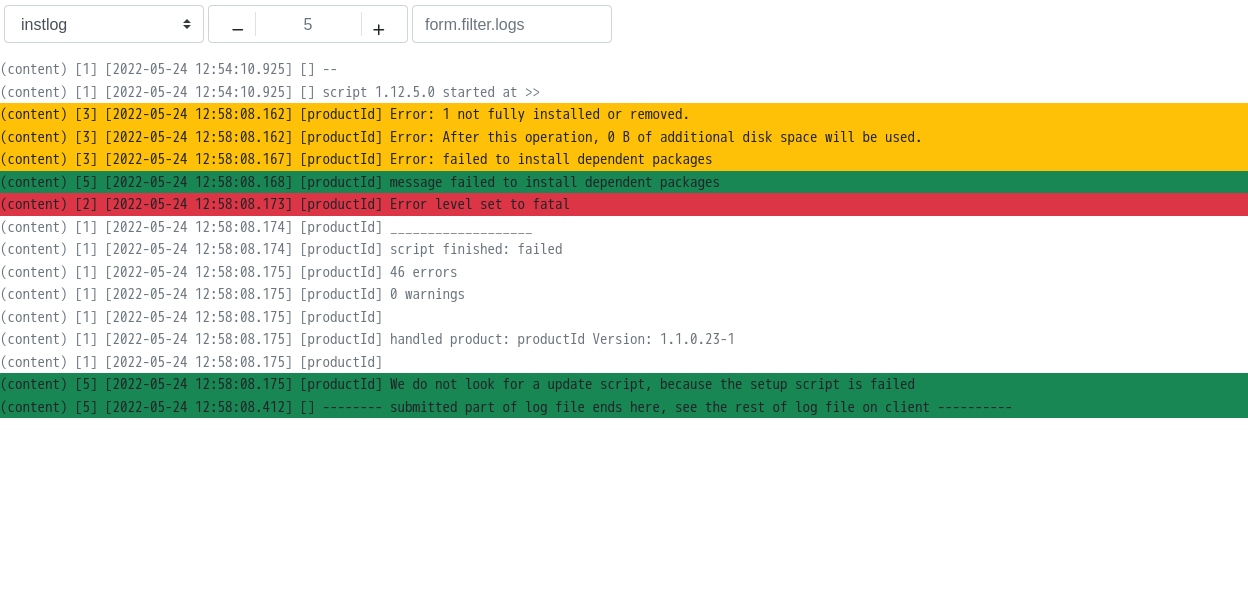 instlog − 5 + form.filter.logs
(content) [1] [2022-05-24 12:54:10.925] [] --
(content) [1] [2022-05-24 12:54:10.925] [] script 1.12.5.0 started at >>
(content) [3] [2022-05-24 12:58:08.162] [productId] Error: 1 not fully installed or removed.
(content) [3] [2022-05-24 12:58:08.162] [productId] Error: After this operation, 0 B of additional disk space will be used.
(content) [3] [2022-05-24 12:58:08.167] [productId] Error: failed to install dependent packages
(content) [5] [2022-05-24 12:58:08.168] [productId] message failed to install dependent packages
(content) [2] [2022-05-24 12:58:08.173] [productId] Error level set to fatal
(content) [1] [2022-05-24 12:58:08.174] [productId] ___________________
(content) [1] [2022-05-24 12:58:08.174] [productId] script finished: failed
(content) [1] [2022-05-24 12:58:08.175] [productId] 46 errors
(content) [1] [2022-05-24 12:58:08.175] [productId] 0 warnings
(content) [1] [2022-05-24 12:58:08.175] [productId]
(content) [1] [2022-05-24 12:58:08.175] [productId] handled product: productId Version: 1.1.0.23-1
(content) [1] [2022-05-24 12:58:08.175] [productId]
(content) [5] [2022-05-24 12:58:08.175] [productId] We do not look for a update script, because the setup script is failed
(content) [5] [2022-05-24 12:58:08.412] [] -------- submitted part of log file ends here, see the rest of log file on client ----------